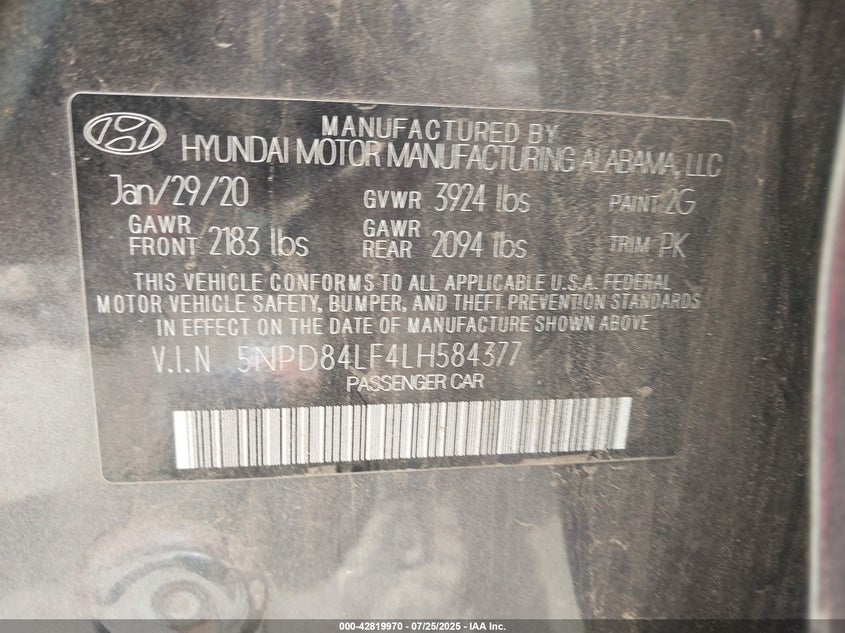 MANUFACTURED BY
HYUNDAI MOTOR MANUFACTURING ALABAMA, LLC
Jan/29/20 GVWR 3924 lbs PAINT 2G
GAWR FRONT 2183 lbs GAWR REAR 2094 lbs TRIM PK
THIS VEHICLE CONFORMS TO ALL APPLICABLE U.S.A. FEDERAL
MOTOR VEHICLE SAFETY, BUMPER, AND THEFT PREVENTION STANDARDS
IN EFFECT ON THE DATE OF MANUFACTURE SHOWN ABOVE
V.I.N 5NPD84LF4LH584377
PASSENGER CAR
000-42819970 | 07/25/2025 - IAA Inc.